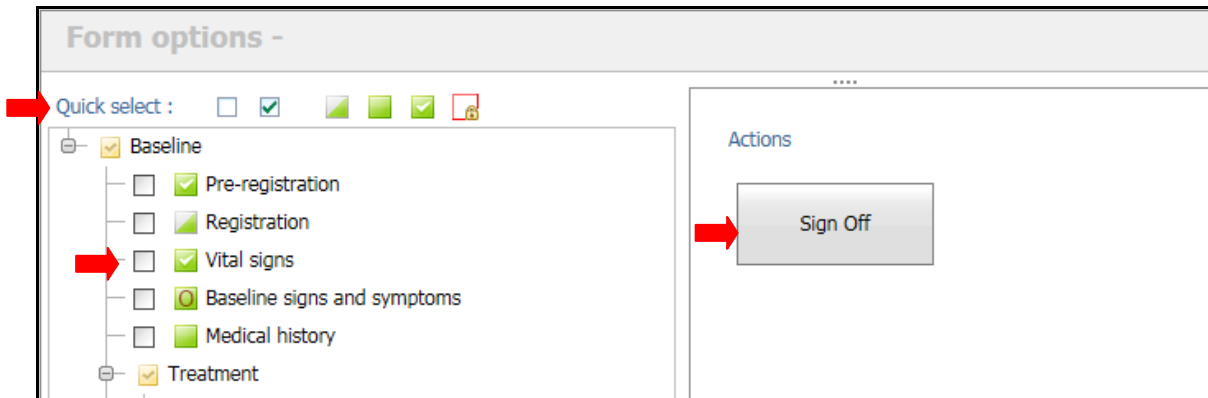 Form options -
Quick select :
Baseline
Pre-registration
Registration
Vital signs
O Baseline signs and symptoms
Medical history
Treatment
Actions
Sign Off